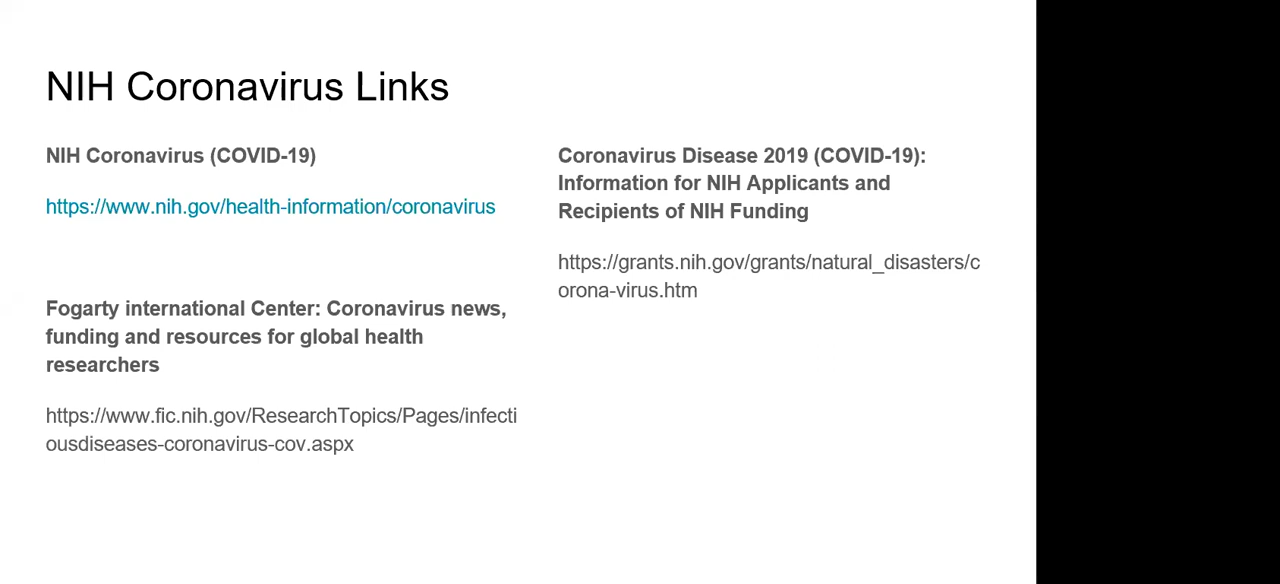 NIH Coronavirus Links
NIH Coronavirus (COVID-19)
https://www.nih.gov/health-information/coronavirus
Fogarty international Center: Coronavirus news,
funding and resources for global health
researchers
https://www.fic.nih.gov/ResearchTopics/Pages/infecti
ousdiseases-coronavirus-cov.aspx
Coronavirus Disease 2019 (COVID-19):
Information for NIH Applicants and
Recipients of NIH Funding
https://grants.nih.gov/grants/natural_disasters/c
orona-virus.htm